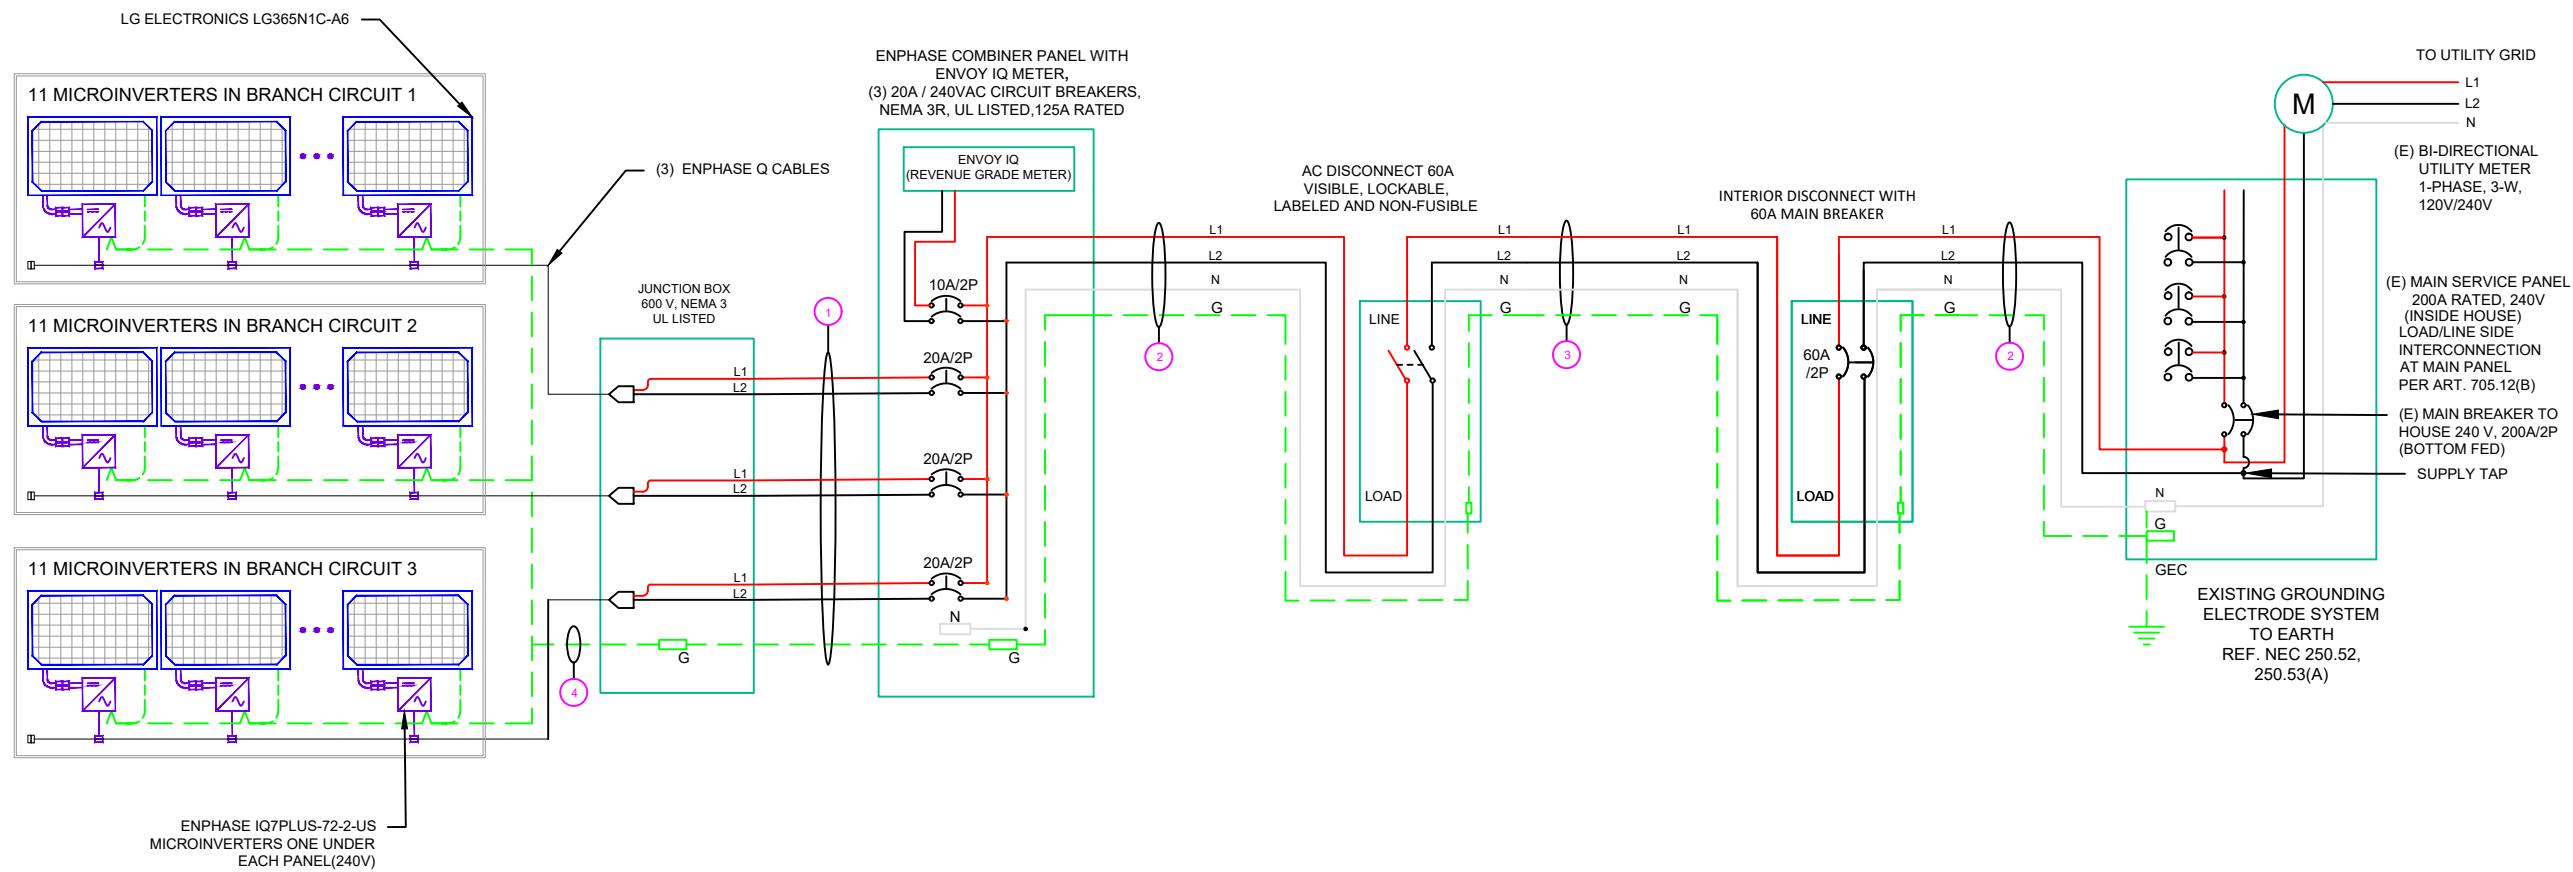 LG ELECTRONICS LG365N1C-A6
11 MICROINVERTERS IN BRANCH CIRCUIT 1
11 MICROINVERTERS IN BRANCH CIRCUIT 2
11 MICROINVERTERS IN BRANCH CIRCUIT 3
ENPHASE IQ7PLUS-72-2-US
MICROINVERTERS ONE UNDER
EACH PANEL(240V)
(3) ENPHASE Q CABLES
JUNCTION BOX
600 V, NEMA 3
UL LISTED
L1
L2
L1
L2
L1
L2
G
4
1
ENPHASE COMBINER PANEL WITH
ENVOY IQ METER,
(3) 20A / 240VAC CIRCUIT BREAKERS,
NEMA 3R, UL LISTED,125A RATED
ENVOY IQ
(REVENUE GRADE METER)
10A/2P
20A/2P
20A/2P
20A/2P
N
G
L1
L2
N
G
2
AC DISCONNECT 60A
VISIBLE, LOCKABLE,
LABELED AND NON-FUSIBLE
LINE
LOAD
L1
L2
N
G
3
L1
L2
N
G
INTERIOR DISCONNECT WITH
60A MAIN BREAKER
LINE
60A
/2P
LOAD
L1
L2
N
G
2
M
TO UTILITY GRID
L1
L2
N
(E) BI-DIRECTIONAL
UTILITY METER
1-PHASE, 3-W,
120V/240V
(E) MAIN SERVICE PANEL
200A RATED, 240V
(INSIDE HOUSE)
LOAD/LINE SIDE
INTERCONNECTION
AT MAIN PANEL
PER ART. 705.12(B)
(E) MAIN BREAKER TO
HOUSE 240 V, 200A/2P
(BOTTOM FED)
SUPPLY TAP
N
G
GEC
EXISTING GROUNDING
ELECTRODE SYSTEM
TO EARTH
REF. NEC 250.52,
250.53(A)